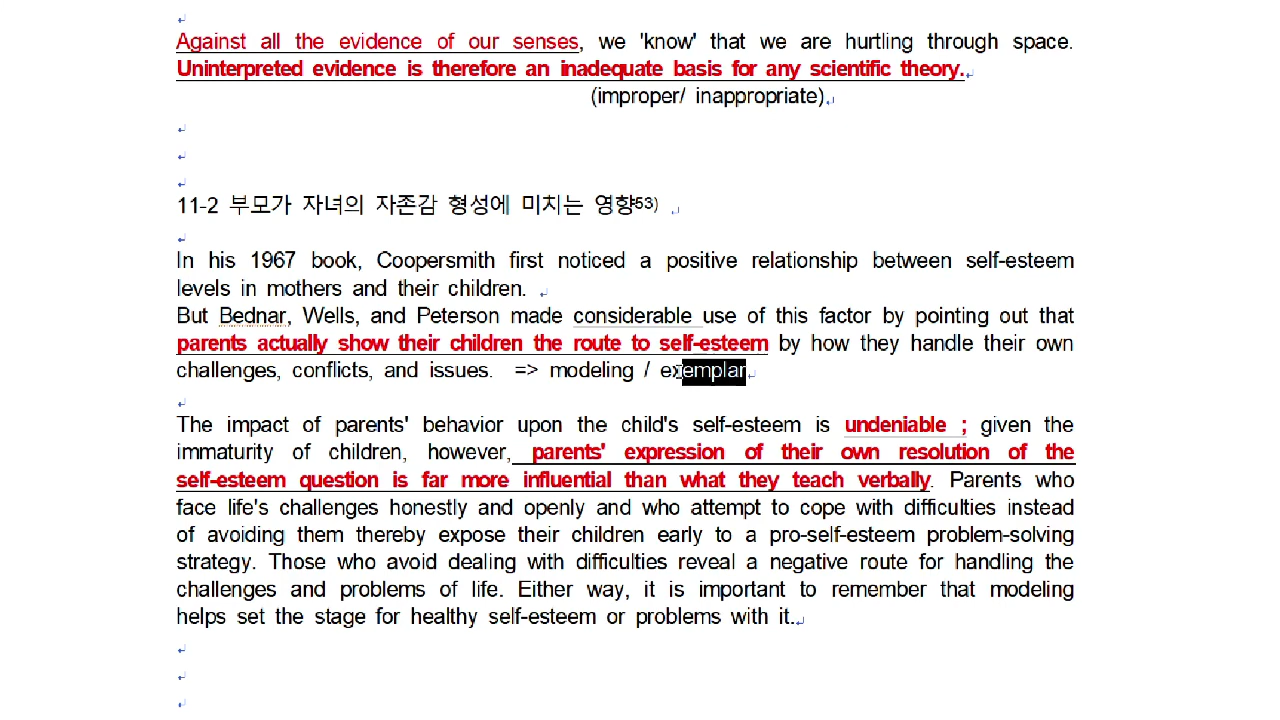 Against all the evidence of our senses, we 'know' that we are hurtling through space.
Uninterpreted evidence is therefore an inadequate basis for any scientific theory.
(improper/ inappropriate)
11-2 부모가 자녀의 자존감 형성에 미치는 영향53)
In his 1967 book, Coopersmith first noticed a positive relationship between self-esteem
levels in mothers and their children.
But Bednar, Wells, and Peterson made considerable use of this factor by pointing out that
parents actually show their children the route to self-esteem by how they handle their own
challenges, conflicts, and issues. => modeling / exemplar
The impact of parents' behavior upon the child's self-esteem is undeniable ; given the
immaturity of children, however, parents' expression of their own resolution of the
self-esteem question is far more influential than what they teach verbally. Parents who
face life's challenges honestly and openly and who attempt to cope with difficulties instead
of avoiding them thereby expose their children early to a pro-self-esteem problem-solving
strategy. Those who avoid dealing with difficulties reveal a negative route for handling the
challenges and problems of life. Either way, it is important to remember that modeling
helps set the stage for healthy self-esteem or problems with it.